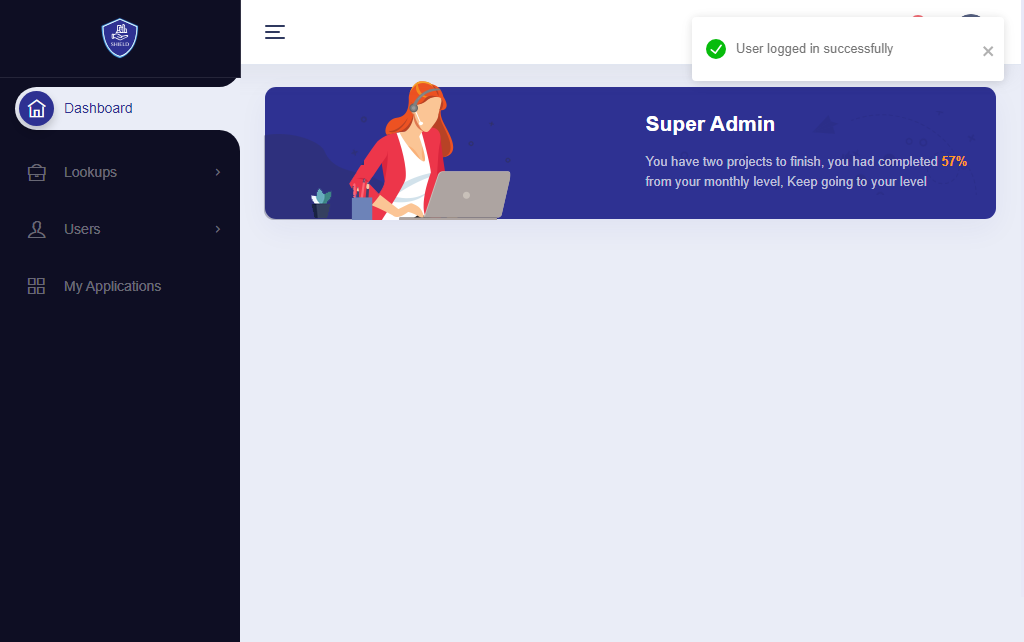 SHIELD
User logged in successfully
Dashboard
Super Admin
You have two projects to finish, you had completed 57%
from your monthly level, Keep going to your level
Lookups
Users
My Applications